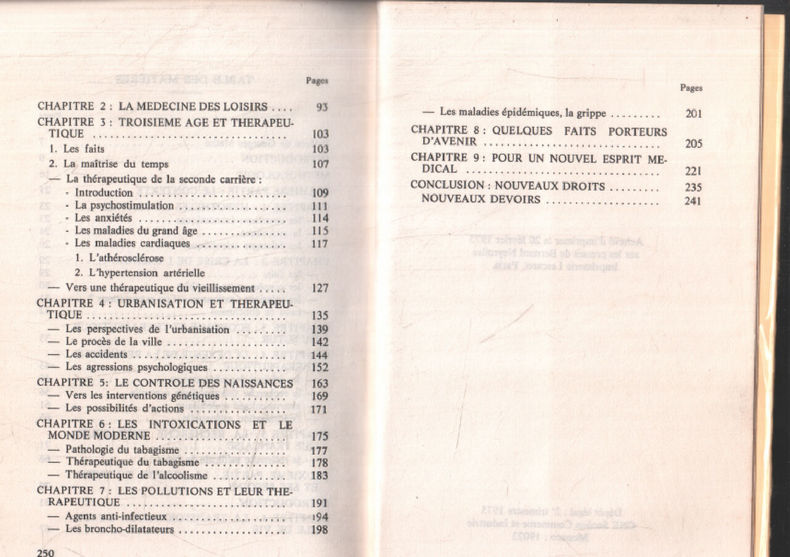 Pages
CHAPITRE 2 : LA MEDECINE DES LOISIRS .... 93
CHAPITRE 3 : TROISIEME AGE ET THERAPEU-
TIQUE .................................. 103
1. Les faits .............................. 103
2. La maîtrise du temps .................... 107
— La thérapeutique de la seconde carrière :
- Introduction ........................ 109
- La psychostimulation .................. 111
- Les anxiétés ........................ 114
- Les maladies du grand âge .............. 115
- Les maladies cardiaques ................ 117
1. L'athérosclérose
2. L'hypertension artérielle
— Vers une thérapeutique du vieillissement ..... 127
CHAPITRE 4 : URBANISATION ET THERAPEU-
TIQUE .................................. 135
— Les perspectives de l'urbanisation .......... 139
— Le procès de la ville .................... 142
— Les accidents .......................... 144
— Les agressions psychologiques .............. 152
CHAPITRE 5: LE CONTROLE DES NAISSANCES 163
— Vers les interventions génétiques ............ 169
— Les possibilités d'actions .................. 171
CHAPITRE 6 : LES INTOXICATIONS ET LE
MONDE MODERNE ...................... 175
— Pathologie du tabagisme .................. 177
— Thérapeutique du tabagisme .............. 178
— Thérapeutique de l'alcoolisme .............. 183
CHAPITRE 7 : LES POLLUTIONS ET LEUR THE-
RAPEUTIQUE .......................... 191
— Agents anti-infectieux .................... 194
— Les broncho-dilatateurs .................. 198
250
Pages
— Les maladies épidémiques, la grippe ......... 201
CHAPITRE 8 : QUELQUES FAITS PORTEURS
D'AVENIR .............................. 205
CHAPITRE 9 : POUR UN NOUVEL ESPRIT ME-
DICAL ................................ 221
CONCLUSION : NOUVEAUX DROITS .......... 235
NOUVEAUX DEVOIRS .................... 241